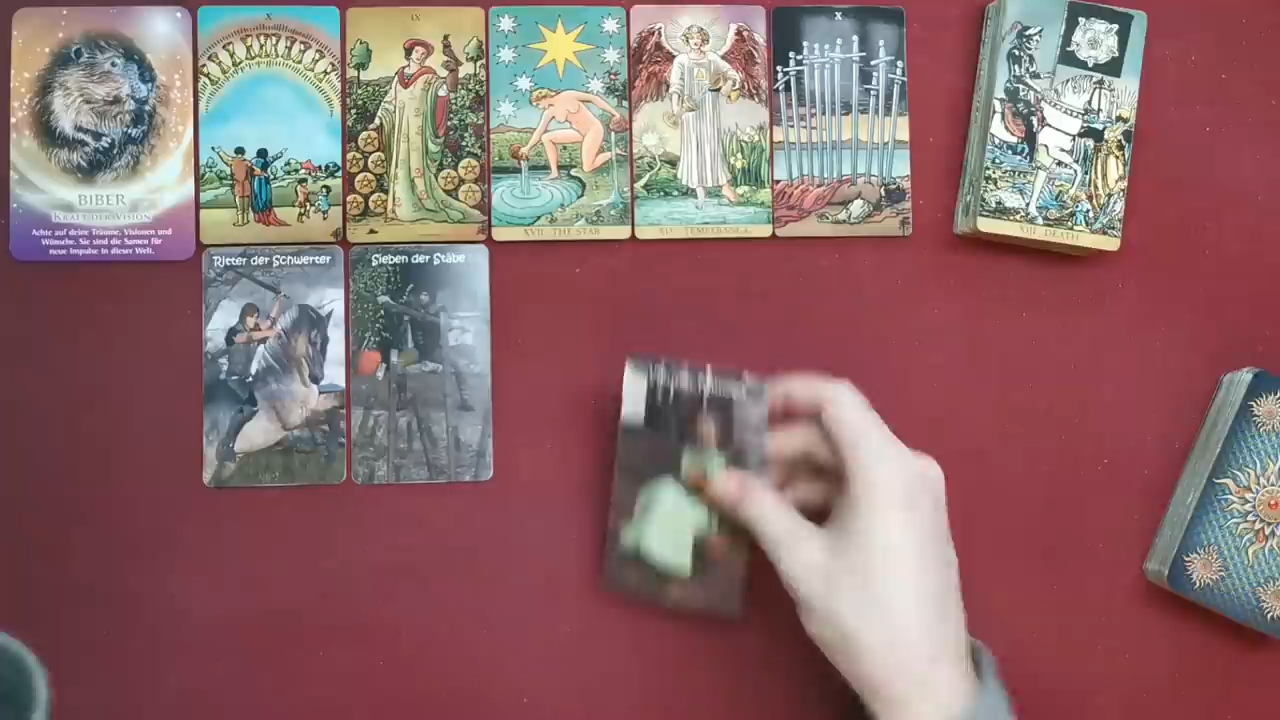 X
IX
X
XVII THE STAR
XIIII DEATH
BIBER
KRAFT DER VISION
Achte auf deine Träume, Visionen und
Wünsche. Sie sind die Samen für
neue Impulse in dieser Welt.
Ritter der Schwerter
Sieben der Stäbe